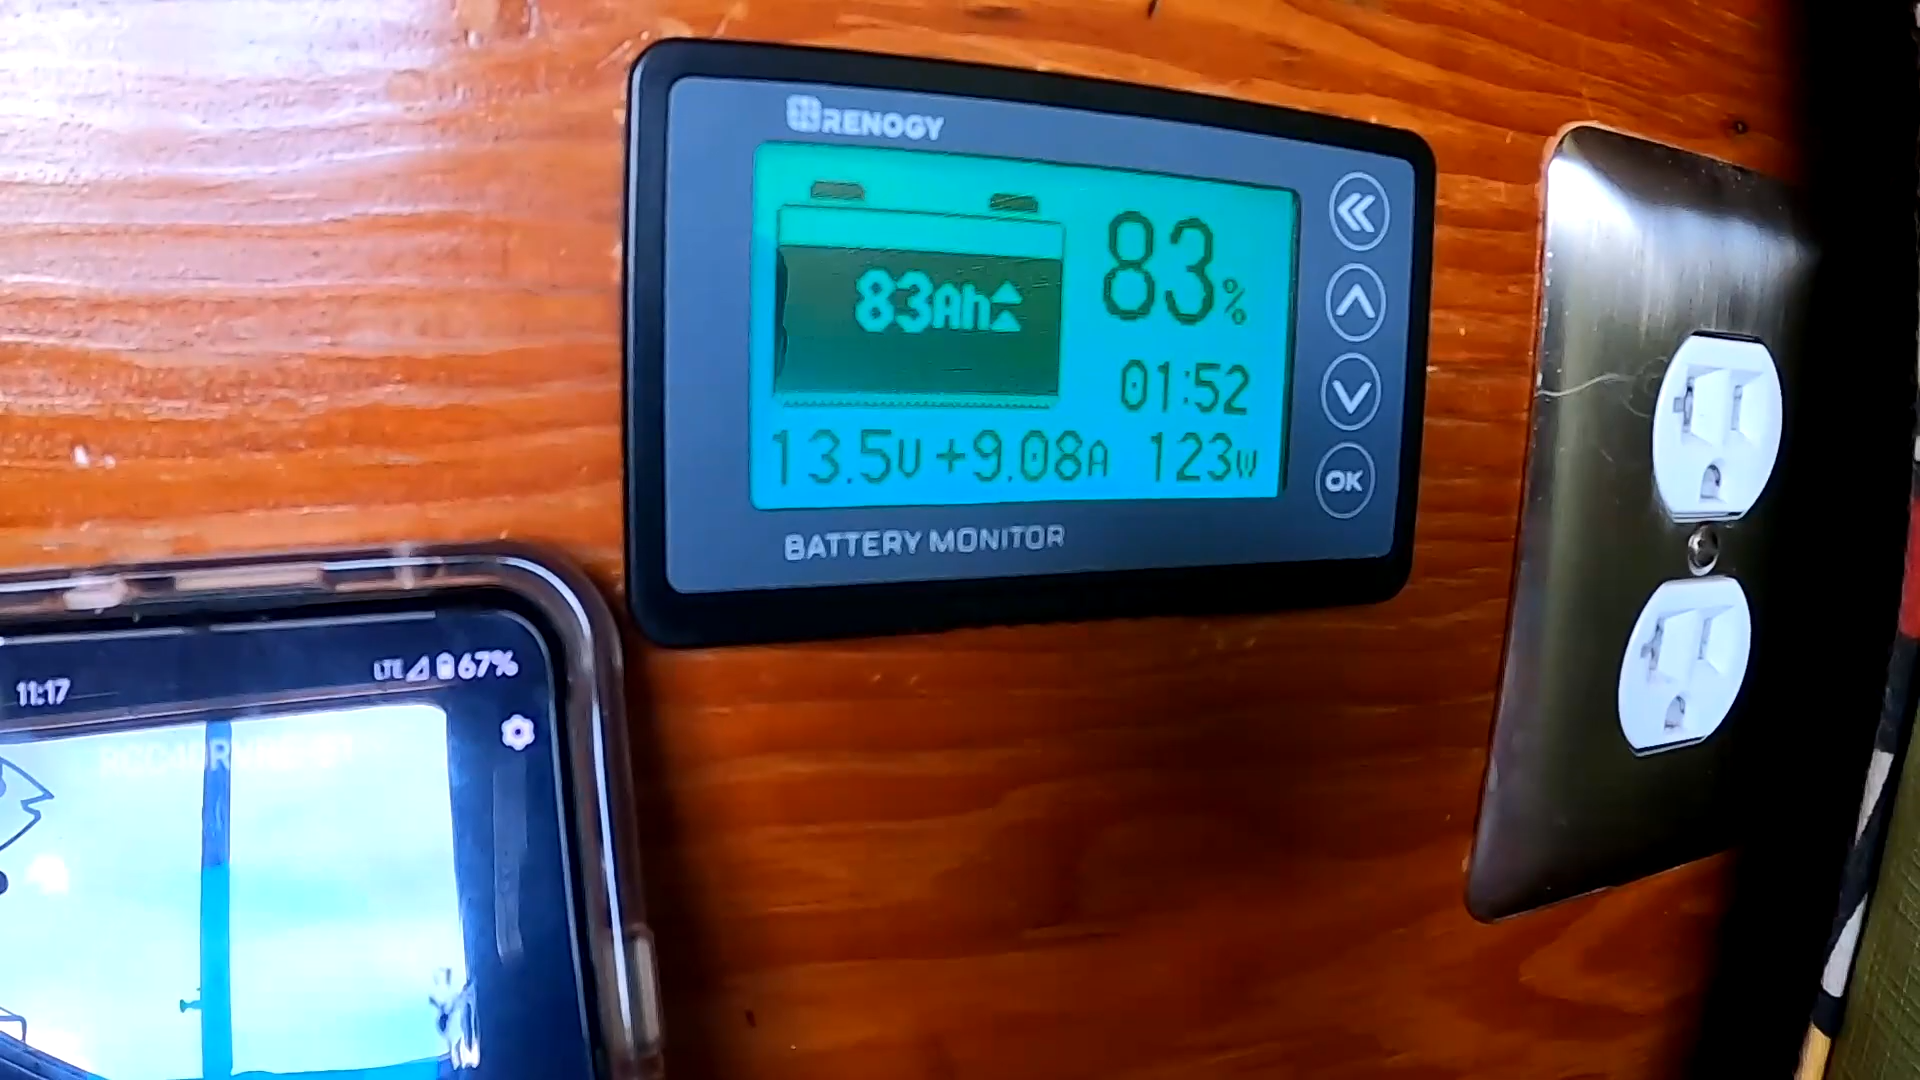 RENOGY
83Ah
83%
01:52
13.5V +9.08A 123W
BATTERY MONITOR
OK
11:17
LTE 67%